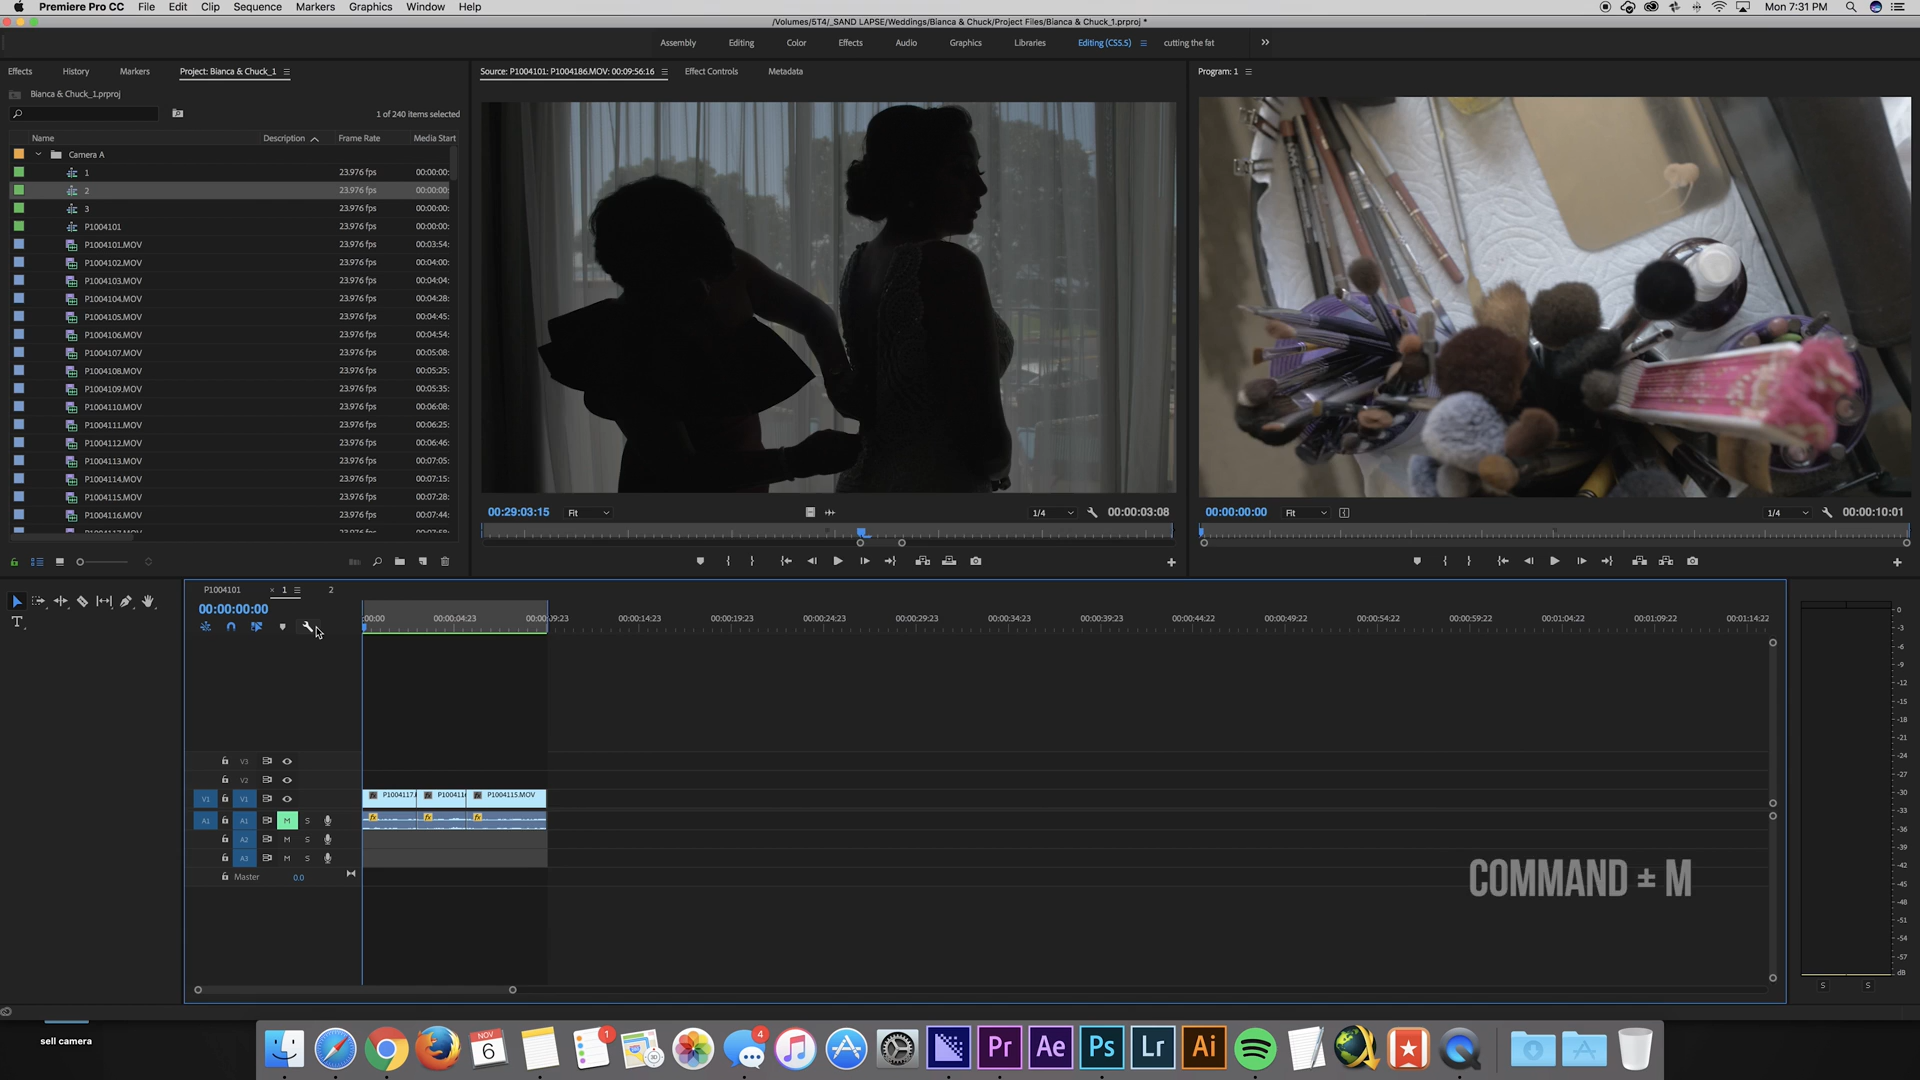 Premiere Pro CC File Edit Clip Sequence Markers Graphics Window Help Mon 7:31 PM
/Volumes/5T4/_SAND LAPSE/Weddings/Bianca & Chuck/Project Files/Bianca & Chuck_1.prproj *
Assembly Editing Color Effects Audio Graphics Libraries Editing (CS5.5) cutting the fat
Effects History Markers Project: Bianca & Chuck_1
Source: P1004101: P1004186.MOV: 00:09:56:16 Effect Controls Metadata
Program: 1
Bianca & Chuck_1.prproj
1 of 240 items selected
Name Description Frame Rate Media Start
Camera A
1 23.976 fps 00:00:00:
2 23.976 fps 00:00:00:
3 23.976 fps 00:00:00:
P1004101 23.976 fps 00:00:00:
P1004101.MOV 23.976 fps 00:03:54:
P1004102.MOV 23.976 fps 00:04:00:
P1004103.MOV 23.976 fps 00:04:04:
P1004104.MOV 23.976 fps 00:04:28:
P1004105.MOV 23.976 fps 00:04:45:
P1004106.MOV 23.976 fps 00:04:54:
P1004107.MOV 23.976 fps 00:05:08:
P1004108.MOV 23.976 fps 00:05:25:
P1004109.MOV 23.976 fps 00:05:35:
P1004110.MOV 23.976 fps 00:06:08:
P1004111.MOV 23.976 fps 00:06:25:
P1004112.MOV 23.976 fps 00:06:46:
P1004113.MOV 23.976 fps 00:07:05:
P1004114.MOV 23.976 fps 00:07:15:
P1004115.MOV 23.976 fps 00:07:28:
P1004116.MOV 23.976 fps 00:07:44:
00:29:03:15 Fit 1/4 00:00:03:08
00:00:00:00 Fit 1/4 00:00:10:01
P1004101 × 1 2
00:00:00:00
:00:00 00:00:04:23 00:00:09:23 00:00:14:23 00:00:19:23 00:00:24:23 00:00:29:23 00:00:34:23 00:00:39:23 00:00:44:22 00:00:49:22 00:00:54:22 00:00:59:22 00:01:04:22 00:01:09:22 00:01:14:22
V3
V2
V1 V1 P1004117. P100411 P1004115.MOV
A1 A1 M S
A2 M S
A3 M S
Master 0.0
COMMAND ± M
0
-3
-6
-9
-12
-15
-18
-21
-24
-27
-30
-33
-36
-39
-42
-45
-48
-51
-54
-57
dB
S S
sell camera
NOV
6
1
4
Pr Ae Ps Lr Ai